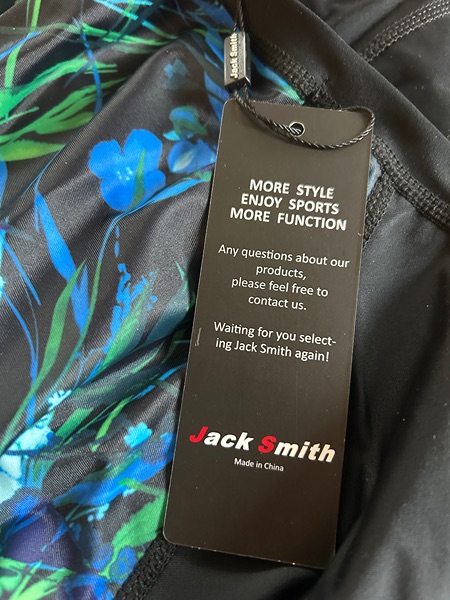 Jack Smith
MORE STYLE
ENJOY SPORTS
MORE FUNCTION
Any questions about our
products,
please feel free to
contact us.
Waiting for you select-
ing Jack Smith again!
Jack Smith
Made in China